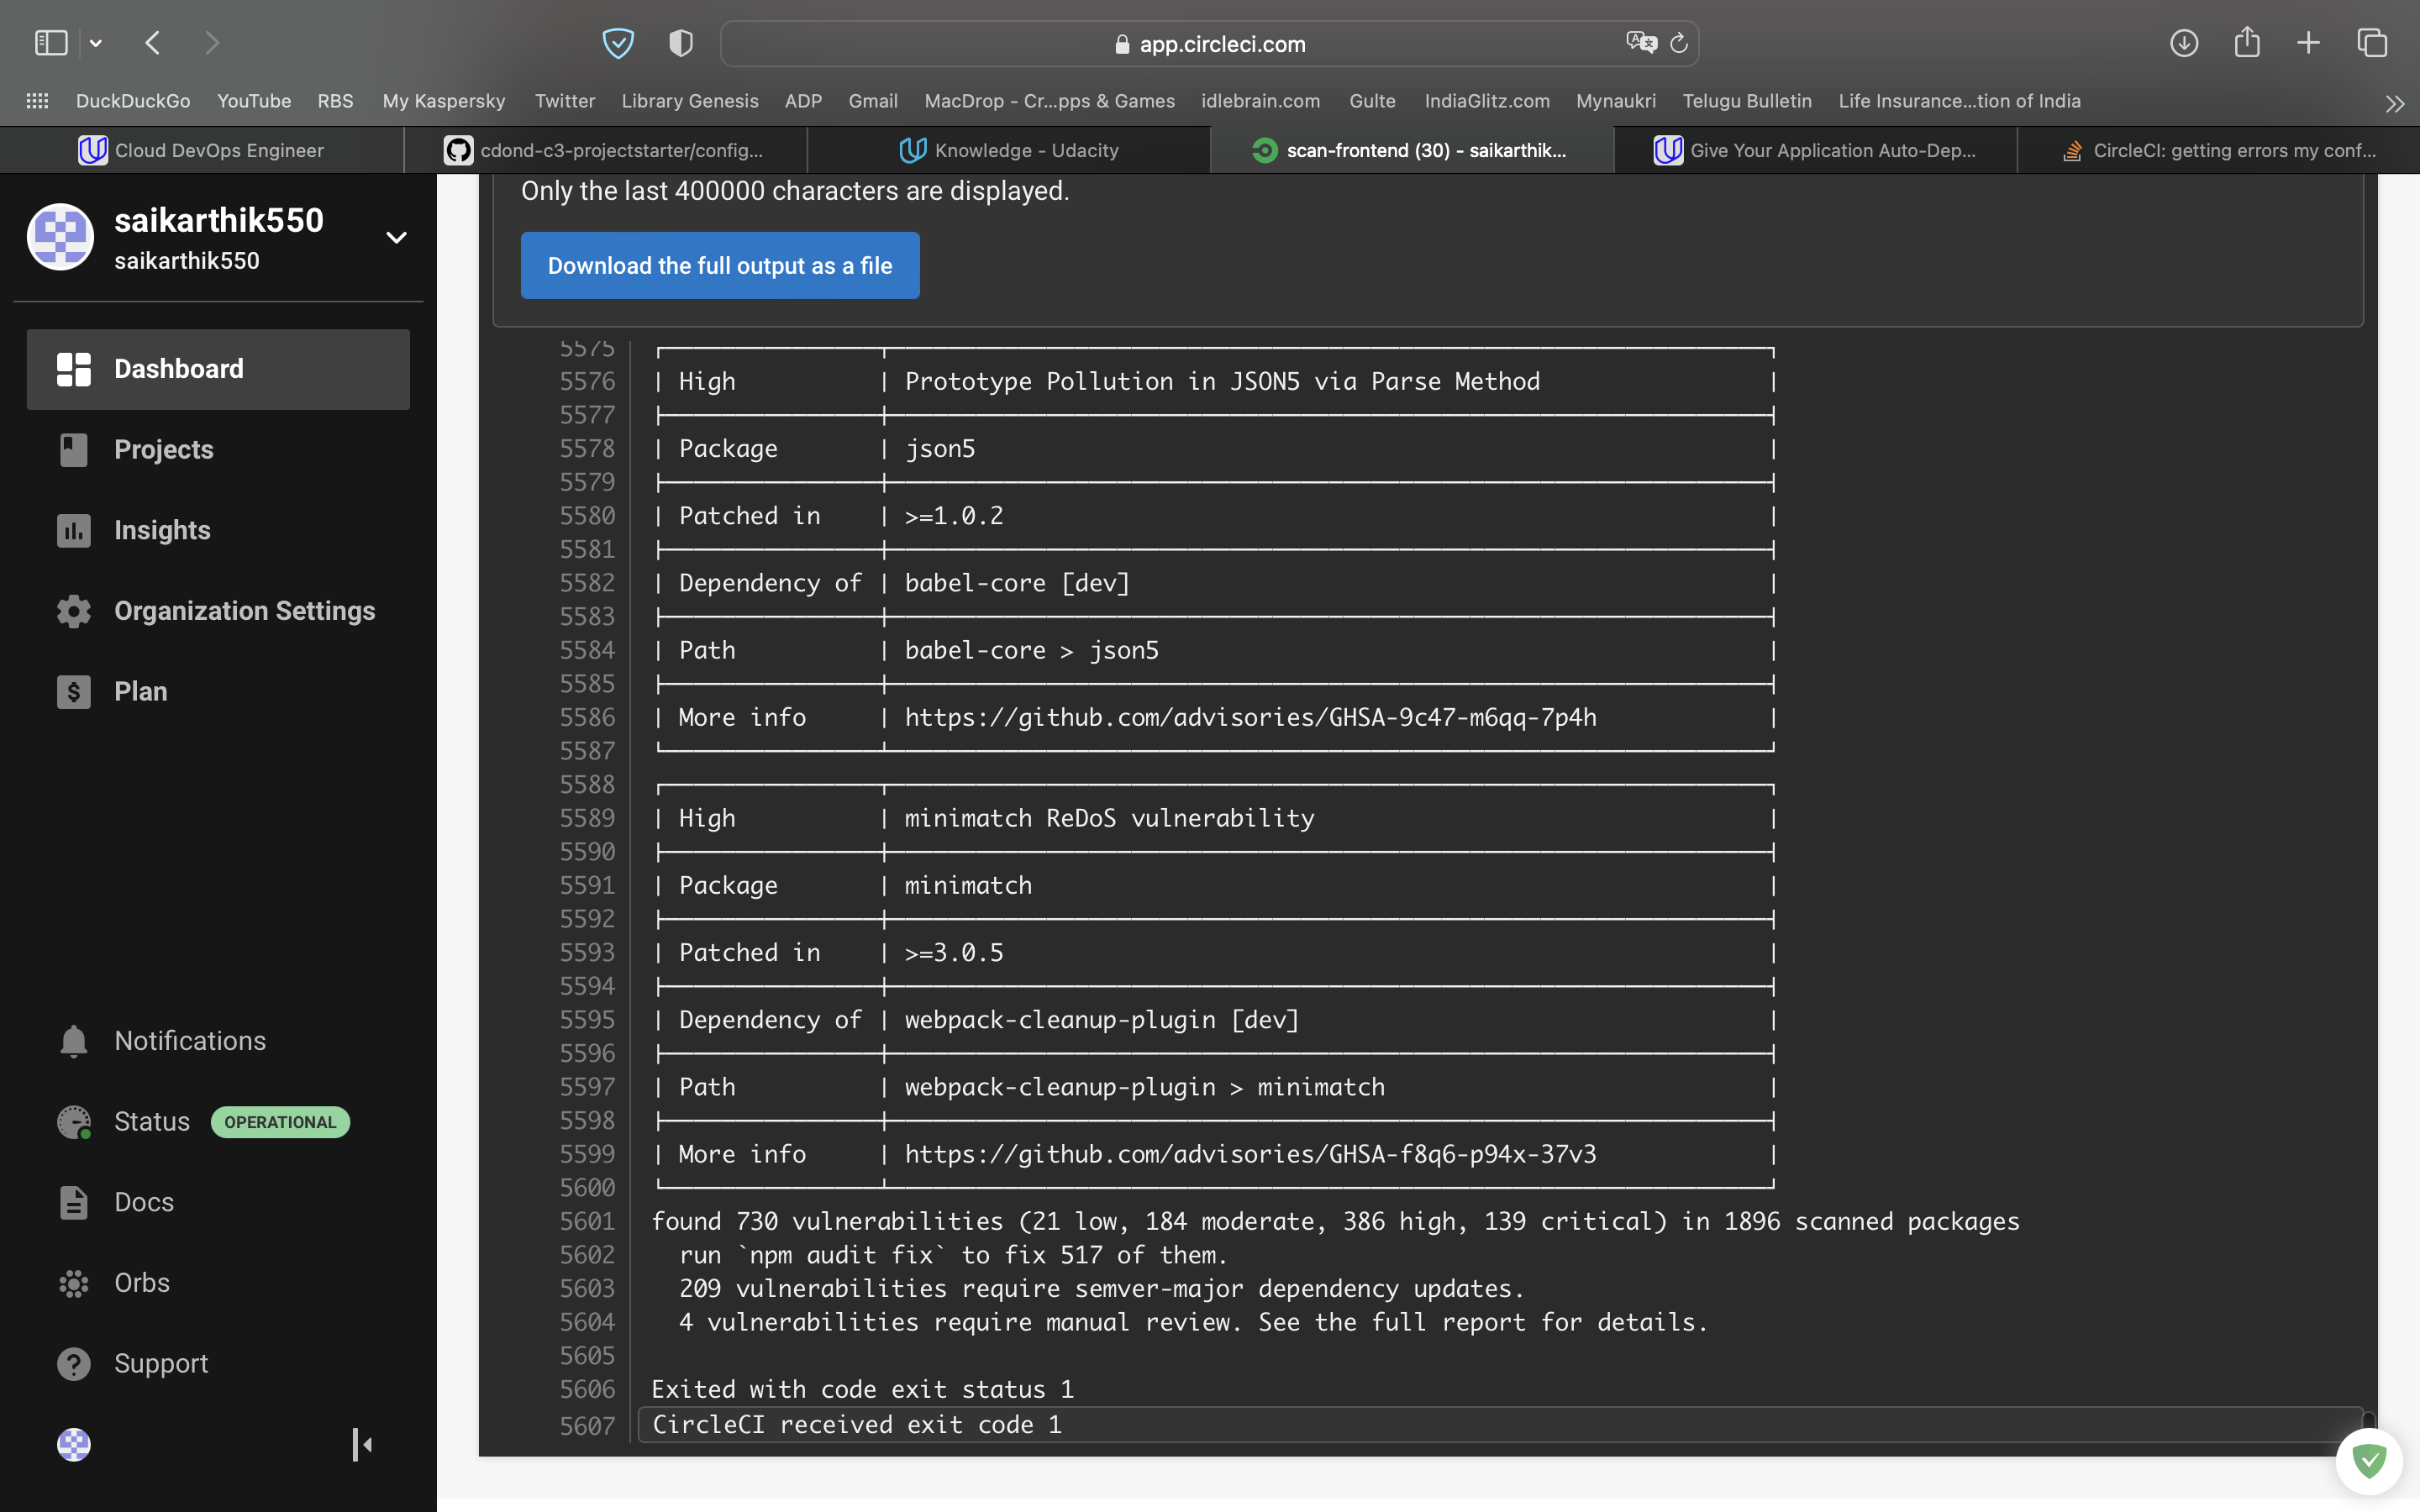 app.circleci.com
DuckDuckGo YouTube RBS My Kaspersky Twitter Library Genesis ADP Gmail MacDrop - Cr...pps & Games idlebrain.com Gulte IndiaGlitz.com Mynaukri Telugu Bulletin Life Insurance...tion of India
Cloud DevOps Engineer cdond-c3-projectstarter/config... Knowledge - Udacity scan-frontend (30) - saikarthik... Give Your Application Auto-Dep... CircleCI: getting errors my conf...
saikarthik550
saikarthik550
Dashboard
Projects
Insights
Organization Settings
Plan
Notifications
Status OPERATIONAL
Docs
Orbs
Support
Only the last 400000 characters are displayed.
Download the full output as a file
5575
5576 | High | Prototype Pollution in JSON5 via Parse Method |
5577
5578 | Package | json5 |
5579
5580 | Patched in | >=1.0.2 |
5581
5582 | Dependency of | babel-core [dev] |
5583
5584 | Path | babel-core > json5 |
5585
5586 | More info | https://github.com/advisories/GHSA-9c47-m6qq-7p4h |
5587
5588
5589 | High | minimatch ReDoS vulnerability |
5590
5591 | Package | minimatch |
5592
5593 | Patched in | >=3.0.5 |
5594
5595 | Dependency of | webpack-cleanup-plugin [dev] |
5596
5597 | Path | webpack-cleanup-plugin > minimatch |
5598
5599 | More info | https://github.com/advisories/GHSA-f8q6-p94x-37v3 |
5600
5601 found 730 vulnerabilities (21 low, 184 moderate, 386 high, 139 critical) in 1896 scanned packages
5602 run `npm audit fix` to fix 517 of them.
5603 209 vulnerabilities require semver-major dependency updates.
5604 4 vulnerabilities require manual review. See the full report for details.
5605
5606 Exited with code exit status 1
5607 CircleCI received exit code 1